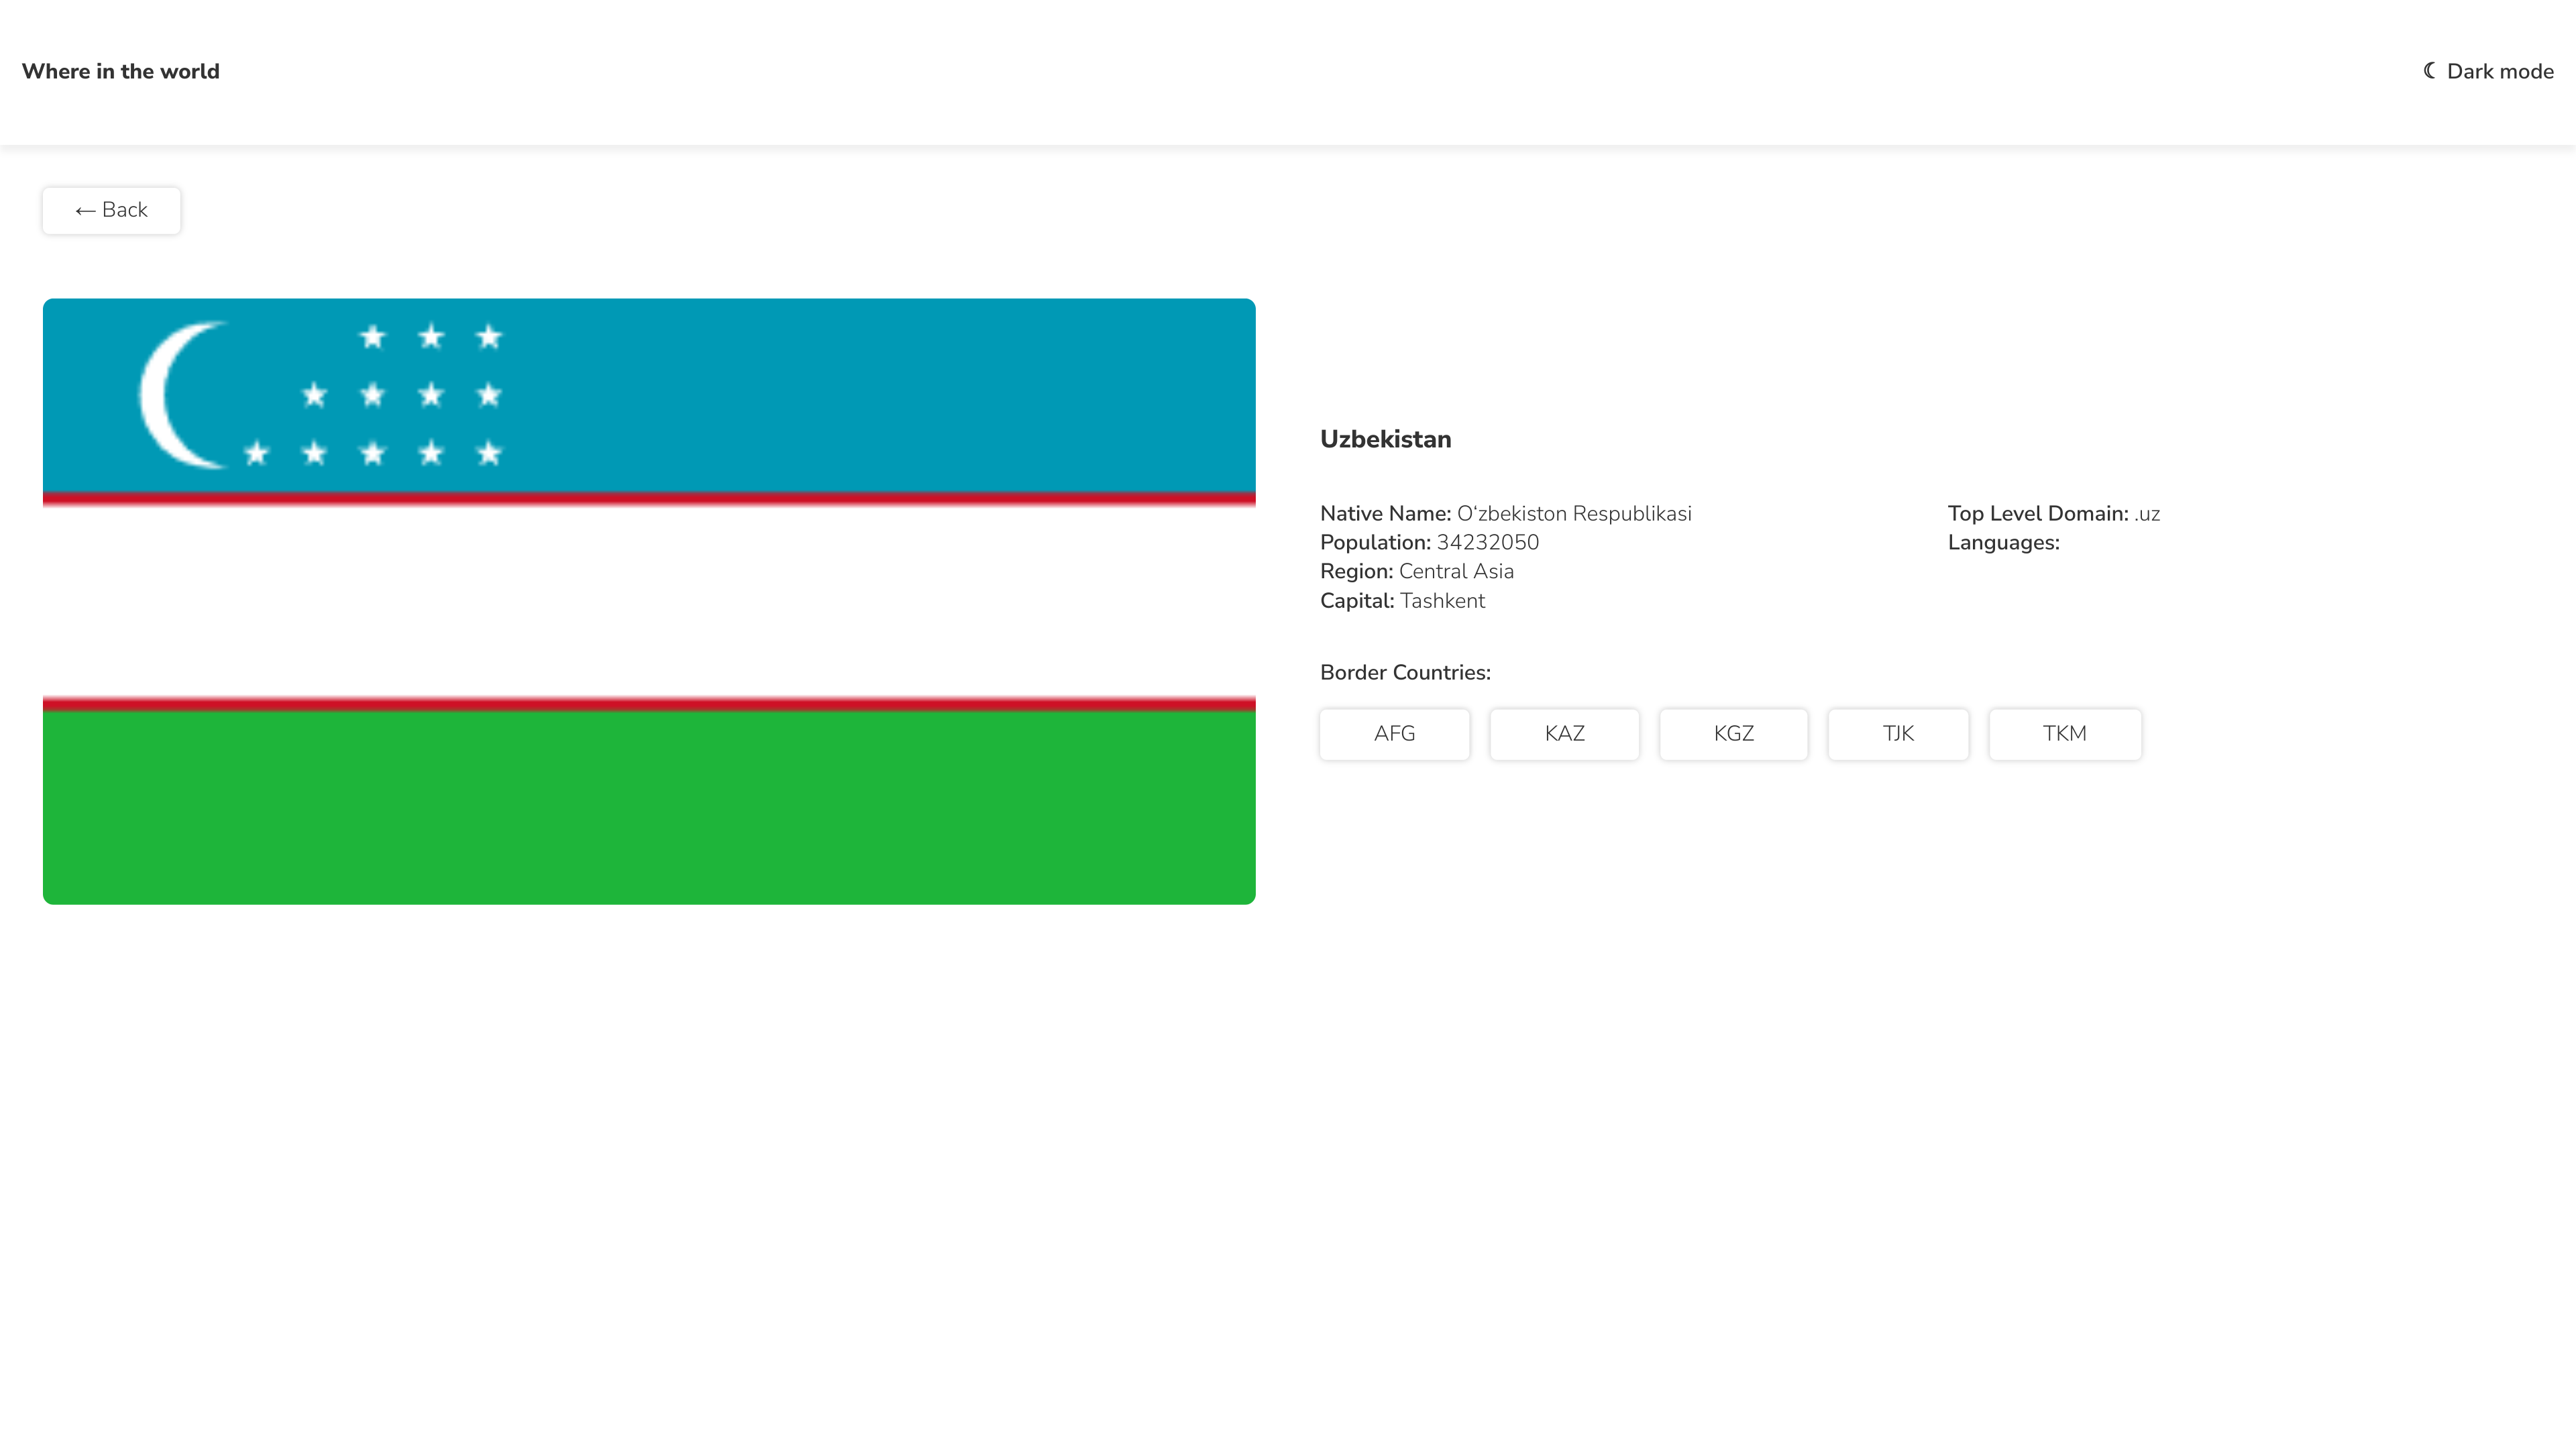 Where in the world
☾ Dark mode
← Back
Uzbekistan
Native Name: O‘zbekiston Respublikasi
Population: 34232050
Region: Central Asia
Capital: Tashkent
Top Level Domain: .uz
Languages:
Border Countries:
AFG KAZ KGZ TJK TKM